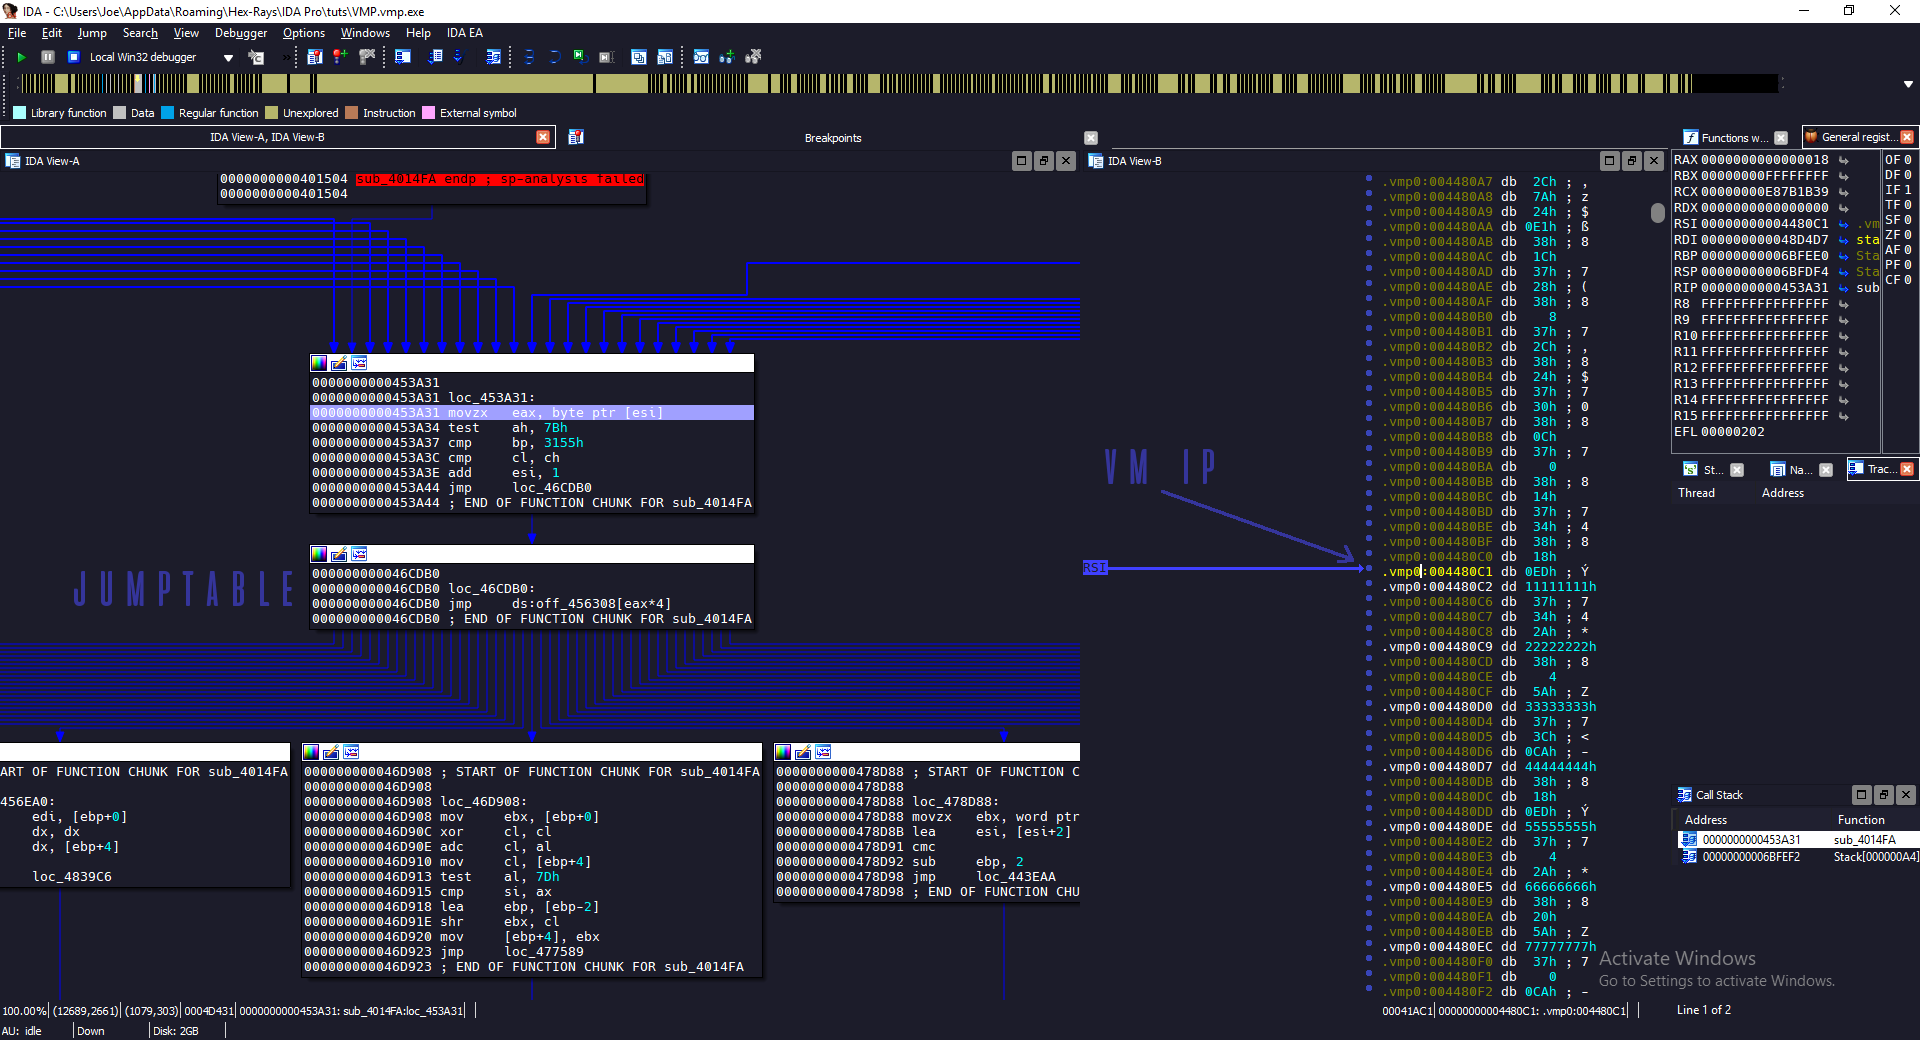 IDA - C:\Users\Joe\AppData\Roaming\Hex-Rays\IDA Pro\tuts\VMP.vmp.exe
File Edit Jump Search View Debugger Options Windows Help IDA EA
Local Win32 debugger
Library function Data Regular function Unexplored Instruction External symbol
IDA View-A, IDA View-B
Breakpoints
IDA View-A
0000000000401504 sub_4014FA endp ; sp-analysis failed
0000000000401504
0000000000453A31
0000000000453A31 loc_453A31:
0000000000453A31 movzx eax, byte ptr [esi]
0000000000453A34 test ah, 7Bh
0000000000453A37 cmp bp, 3155h
0000000000453A3C cmp cl, ch
0000000000453A3E add esi, 1
0000000000453A44 jmp loc_46CDB0
0000000000453A44 ; END OF FUNCTION CHUNK FOR sub_4014FA
JUMPTABLE
000000000046CDB0
000000000046CDB0 loc_46CDB0:
000000000046CDB0 jmp ds:off_456308[eax*4]
000000000046CDB0 ; END OF FUNCTION CHUNK FOR sub_4014FA
ART OF FUNCTION CHUNK FOR sub_4014FA
456EA0:
edi, [ebp+0]
dx, dx
dx, [ebp+4]
loc_4839C6
000000000046D908 ; START OF FUNCTION CHUNK FOR sub_4014FA
000000000046D908
000000000046D908 loc_46D908:
000000000046D908 mov ebx, [ebp+0]
000000000046D90C xor cl, cl
000000000046D90E adc cl, al
000000000046D910 mov cl, [ebp+4]
000000000046D913 test al, 7Dh
000000000046D915 cmp si, ax
000000000046D918 lea ebp, [ebp-2]
000000000046D91E shr ebx, cl
000000000046D920 mov [ebp+4], ebx
000000000046D923 jmp loc_477589
000000000046D923 ; END OF FUNCTION CHUNK FOR sub_4014FA
0000000000478D88 ; START OF FUNCTION C
0000000000478D88
0000000000478D88 loc_478D88:
0000000000478D88 movzx ebx, word ptr
0000000000478D8B lea esi, [esi+2]
0000000000478D91 cmc
0000000000478D92 sub ebp, 2
0000000000478D98 jmp loc_443EAA
0000000000478D98 ; END OF FUNCTION CHU
100.00% (12689,2661) (1079,303) 0004D431 0000000000453A31: sub_4014FA:loc_453A31
AU: idle Down Disk: 2GB
IDA View-B
VM IP
RSI
.vmp0:004480A7 db 2Ch ; ,
.vmp0:004480A8 db 7Ah ; z
.vmp0:004480A9 db 24h ; $
.vmp0:004480AA db 0E1h ; ß
.vmp0:004480AB db 38h ; 8
.vmp0:004480AC db 1Ch
.vmp0:004480AD db 37h ; 7
.vmp0:004480AE db 28h ; (
.vmp0:004480AF db 38h ; 8
.vmp0:004480B0 db 8
.vmp0:004480B1 db 37h ; 7
.vmp0:004480B2 db 2Ch ; ,
.vmp0:004480B3 db 38h ; 8
.vmp0:004480B4 db 24h ; $
.vmp0:004480B5 db 37h ; 7
.vmp0:004480B6 db 30h ; 0
.vmp0:004480B7 db 38h ; 8
.vmp0:004480B8 db 0Ch
.vmp0:004480B9 db 37h ; 7
.vmp0:004480BA db 0
.vmp0:004480BB db 38h ; 8
.vmp0:004480BC db 14h
.vmp0:004480BD db 37h ; 7
.vmp0:004480BE db 34h ; 4
.vmp0:004480BF db 38h ; 8
.vmp0:004480C0 db 18h
.vmp0:004480C1 db 0EDh ; Ý
.vmp0:004480C2 dd 11111111h
.vmp0:004480C6 db 37h ; 7
.vmp0:004480C7 db 34h ; 4
.vmp0:004480C8 db 2Ah ; *
.vmp0:004480C9 dd 22222222h
.vmp0:004480CD db 38h ; 8
.vmp0:004480CE db 4
.vmp0:004480CF db 5Ah ; Z
.vmp0:004480D0 dd 33333333h
.vmp0:004480D4 db 37h ; 7
.vmp0:004480D5 db 3Ch ; <
.vmp0:004480D6 db 0CAh ; -
.vmp0:004480D7 dd 44444444h
.vmp0:004480DB db 38h ; 8
.vmp0:004480DC db 18h
.vmp0:004480DD db 0EDh ; Ý
.vmp0:004480DE dd 55555555h
.vmp0:004480E2 db 37h ; 7
.vmp0:004480E3 db 4
.vmp0:004480E4 db 2Ah ; *
.vmp0:004480E5 dd 66666666h
.vmp0:004480E9 db 38h ; 8
.vmp0:004480EA db 20h
.vmp0:004480EB db 5Ah ; Z
.vmp0:004480EC dd 77777777h
.vmp0:004480F0 db 37h ; 7
.vmp0:004480F1 db 0
.vmp0:004480F2 db 0CAh ; -
00041AC1 00000000004480C1: .vmp0:004480C1
Functions w... General regist...
RAX 0000000000000018
RBX 00000000FFFFFFFF
RCX 00000000E87B1B39
RDX 0000000000000000
RSI 00000000004480C1 .vm
RDI 000000000048D4D7 sta
RBP 00000000006BFEE0 Sta
RSP 00000000006BFDF4 Sta
RIP 0000000000453A31 sub
R8 FFFFFFFFFFFFFFFF
R9 FFFFFFFFFFFFFFFF
R10 FFFFFFFFFFFFFFFF
R11 FFFFFFFFFFFFFFFF
R12 FFFFFFFFFFFFFFFF
R13 FFFFFFFFFFFFFFFF
R14 FFFFFFFFFFFFFFFF
R15 FFFFFFFFFFFFFFFF
EFL 00000202
OF 0
DF 0
IF 1
TF 0
SF 0
ZF 0
AF 0
PF 0
CF 0
St... Na... Trac...
Thread Address
Call Stack
Address Function
0000000000453A31 sub_4014FA
00000000006BFEF2 Stack[000000A4]
Activate Windows
Go to Settings to activate Windows.
Line 1 of 2